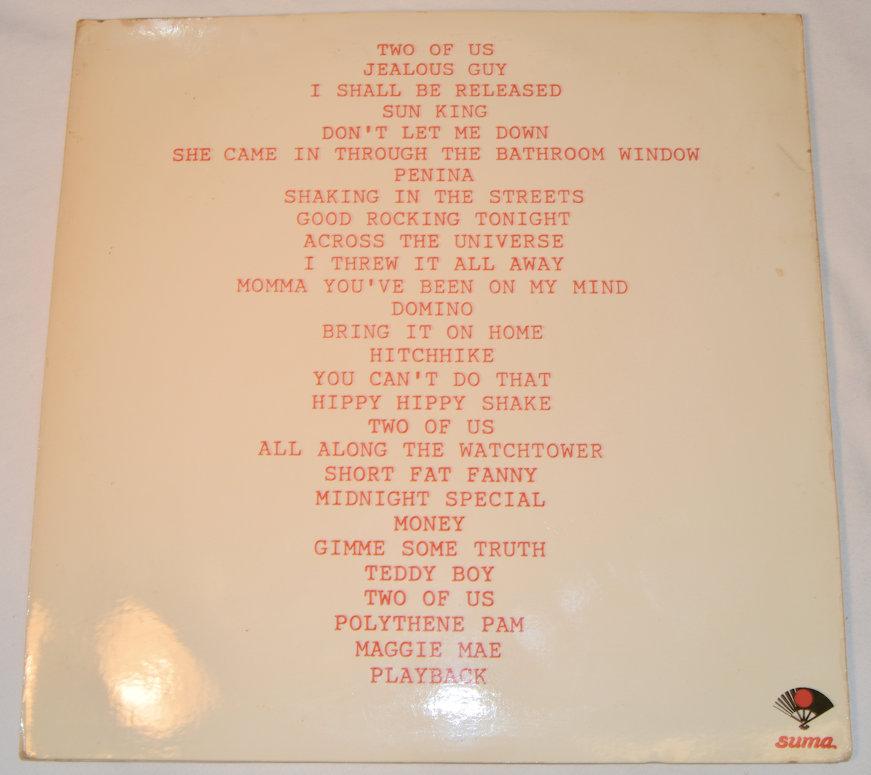 TWO OF US
JEALOUS GUY
I SHALL BE RELEASED
SUN KING
DON'T LET ME DOWN
SHE CAME IN THROUGH THE BATHROOM WINDOW
PENINA
SHAKING IN THE STREETS
GOOD ROCKING TONIGHT
ACROSS THE UNIVERSE
I THREW IT ALL AWAY
MOMMA YOU'VE BEEN ON MY MIND
DOMINO
BRING IT ON HOME
HITCHHIKE
YOU CAN'T DO THAT
HIPPY HIPPY SHAKE
TWO OF US
ALL ALONG THE WATCHTOWER
SHORT FAT FANNY
MIDNIGHT SPECIAL
MONEY
GIMME SOME TRUTH
TEDDY BOY
TWO OF US
POLYTHENE PAM
MAGGIE MAE
PLAYBACK
suma